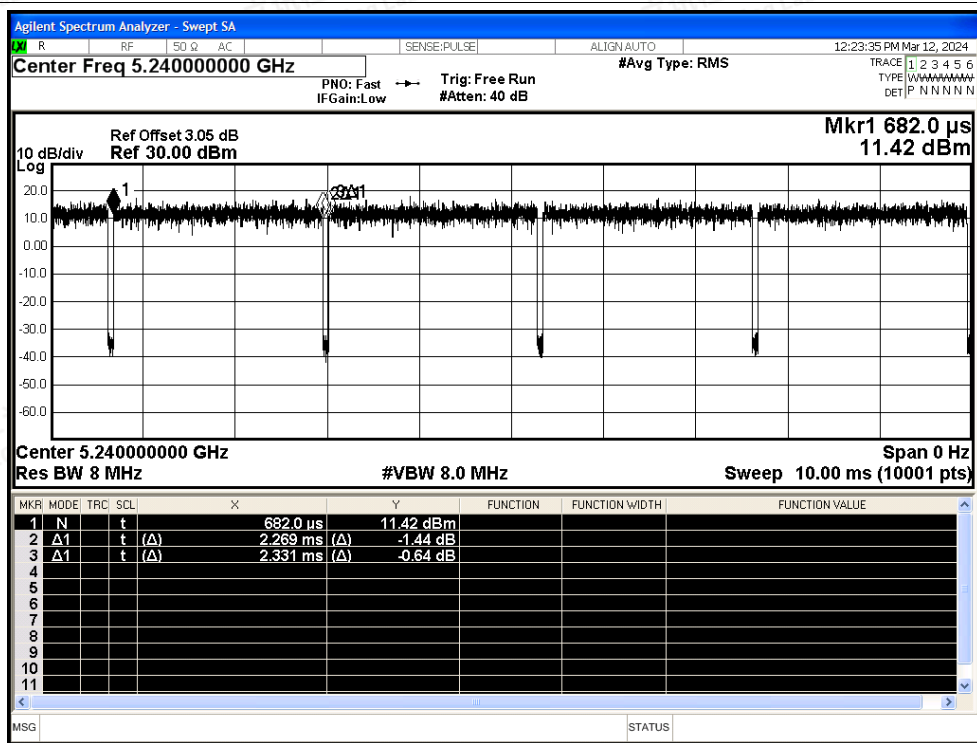 Agilent Spectrum Analyzer - Swept SA
LXI R RF 50 Ω AC SENSE:PULSE ALIGN AUTO 12:23:35 PM Mar 12, 2024
Center Freq 5.240000000 GHz #Avg Type: RMS TRACE 1 2 3 4 5 6
PNO: Fast Trig: Free Run TYPE WWWWWW
IFGain:Low #Atten: 40 dB DET P N N N N N
Mkr1 682.0 µs
Ref Offset 3.05 dB
10 dB/div Ref 30.00 dBm 11.42 dBm
Log
20.0
10.0
0.00
-10.0
-20.0
-30.0
-40.0
-50.0
-60.0
1
Center 5.240000000 GHz Span 0 Hz
Res BW 8 MHz #VBW 8.0 MHz Sweep 10.00 ms (10001 pts)
MKR MODE TRC SCL X Y FUNCTION FUNCTION WIDTH FUNCTION VALUE
1 N t 682.0 µs 11.42 dBm
2 Δ1 t (Δ) 2.269 ms (Δ) -1.44 dB
3 Δ1 t (Δ) 2.331 ms (Δ) -0.64 dB
4
5
6
7
8
9
10
11
MSG STATUS